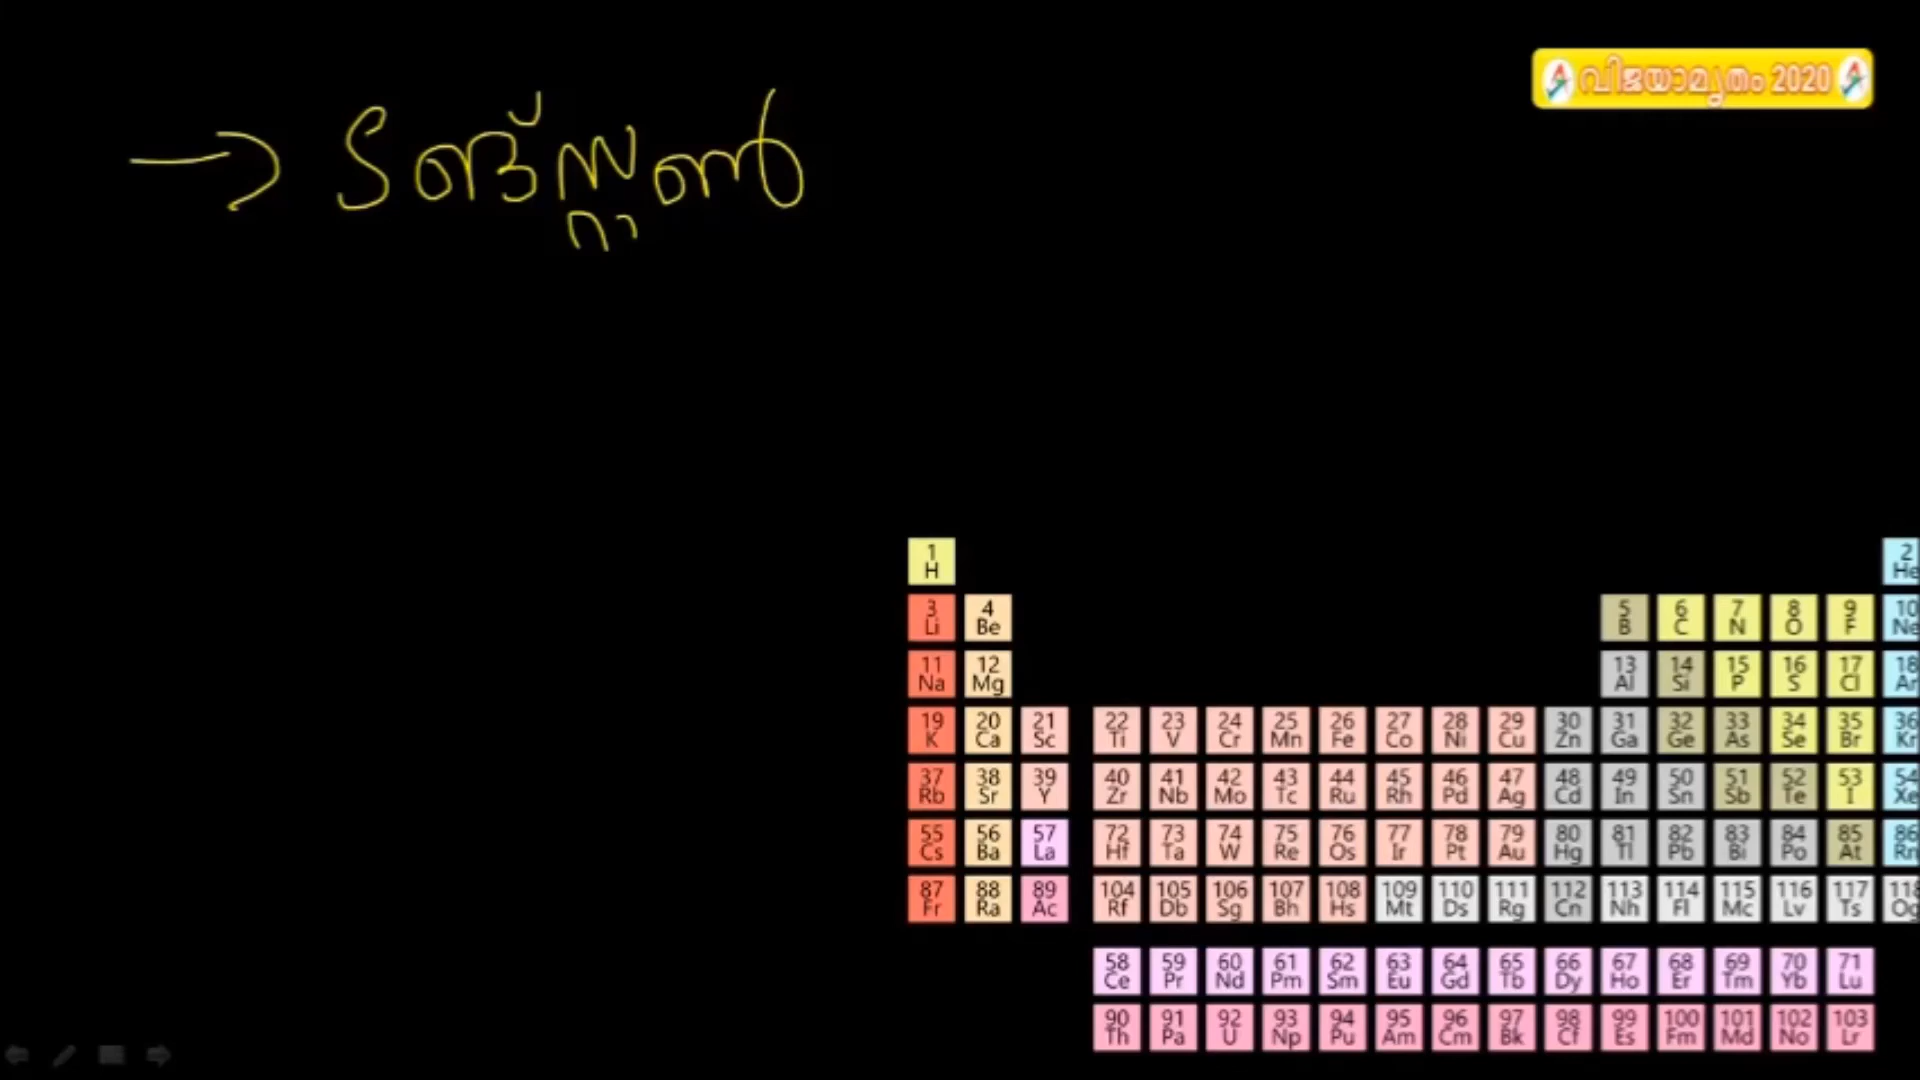 വിജയാമൃതം 2020
→ ടങ്സ്റ്റൺ
1 2
H He
3 4 5 6 7 8 9 10
Li Be B C N O F Ne
11 12 13 14 15 16 17 18
Na Mg Al Si P S Cl Ar
19 20 21 22 23 24 25 26 27 28 29 30 31 32 33 34 35 36
K Ca Sc Ti V Cr Mn Fe Co Ni Cu Zn Ga Ge As Se Br Kr
37 38 39 40 41 42 43 44 45 46 47 48 49 50 51 52 53 54
Rb Sr Y Zr Nb Mo Tc Ru Rh Pd Ag Cd In Sn Sb Te I Xe
55 56 57 72 73 74 75 76 77 78 79 80 81 82 83 84 85 86
Cs Ba La Hf Ta W Re Os Ir Pt Au Hg Tl Pb Bi Po At Rn
87 88 89 104 105 106 107 108 109 110 111 112 113 114 115 116 117 118
Fr Ra Ac Rf Db Sg Bh Hs Mt Ds Rg Cn Nh Fl Mc Lv Ts Og
58 59 60 61 62 63 64 65 66 67 68 69 70 71
Ce Pr Nd Pm Sm Eu Gd Tb Dy Ho Er Tm Yb Lu
90 91 92 93 94 95 96 97 98 99 100 101 102 103
Th Pa U Np Pu Am Cm Bk Cf Es Fm Md No Lr